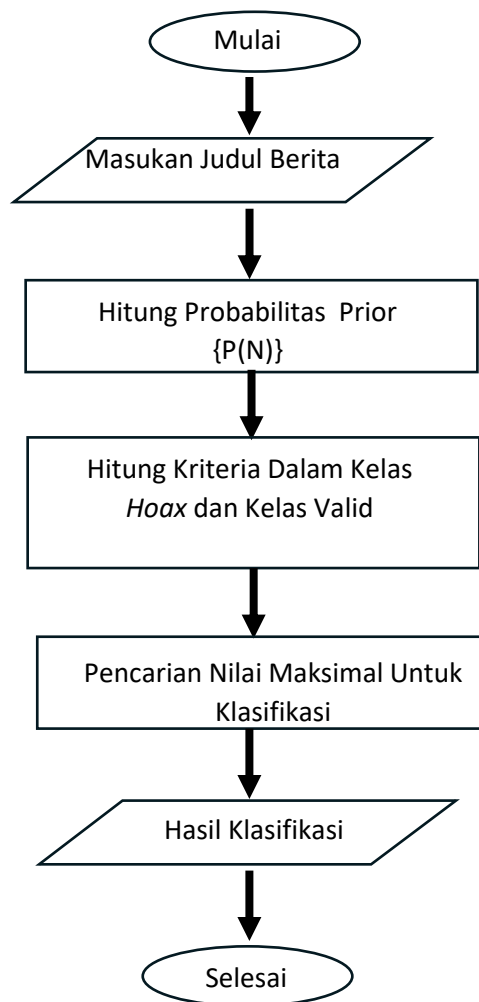 Mulai
Masukan Judul Berita
Hitung Probabilitas Prior
{P(N)}
Hitung Kriteria Dalam Kelas
Hoax dan Kelas Valid
Pencarian Nilai Maksimal Untuk
Klasifikasi
Hasil Klasifikasi
Selesai